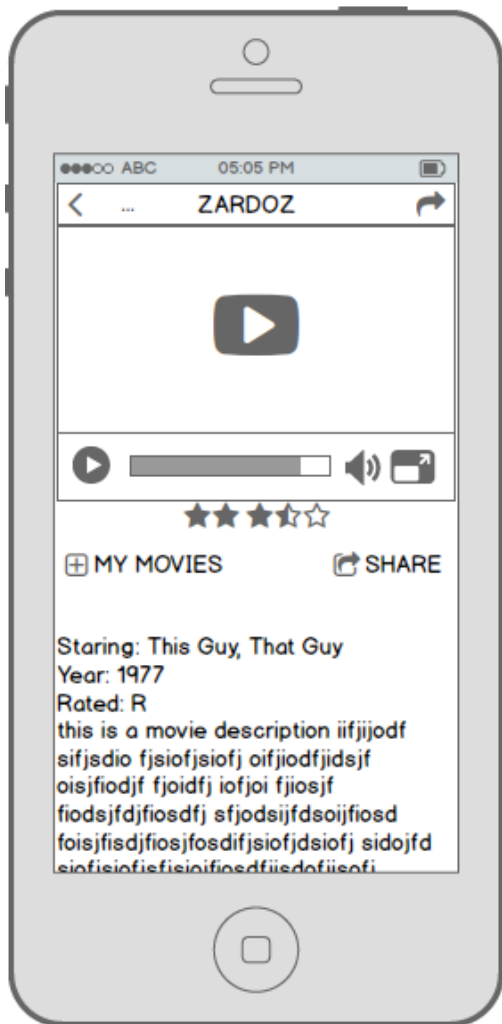 ABC 05:05 PM
... ZARDOZ
MY MOVIES SHARE
Staring: This Guy, That Guy
Year: 1977
Rated: R
this is a movie description iifjijodf
sifjsdio fjsiofjsiofj oifjiodfjidsjf
oisjfiodjf fjoidfj iofjoi fjiosjf
fiodsjfdjfiosdfj sfjodsijfdsoijfiosd
foisjfisdjfiosjfosdifjsiofjdsiofj sidojfd